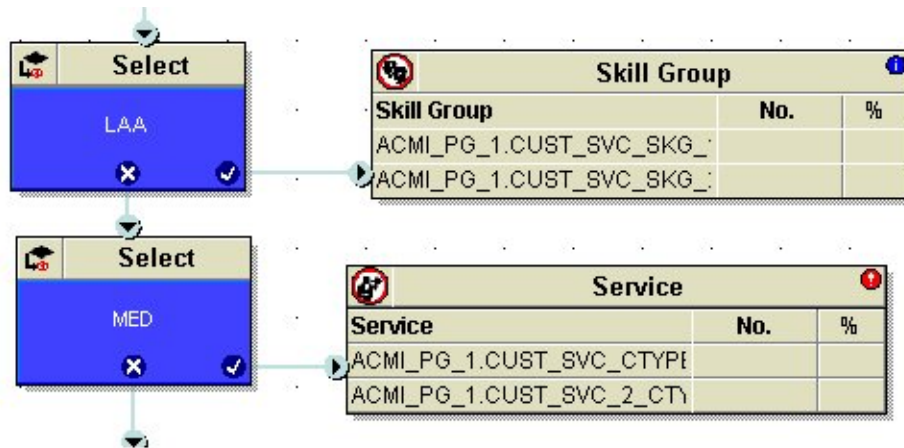 Select
LAA
Skill Group
Skill Group No. %
ACMI_PG_1.CUST_SVC_SKG_
ACMI_PG_1.CUST_SVC_SKG_
Select
MED
Service
Service No. %
ACMI_PG_1.CUST_SVC_CTYPE
ACMI_PG_1.CUST_SVC_2_CTY